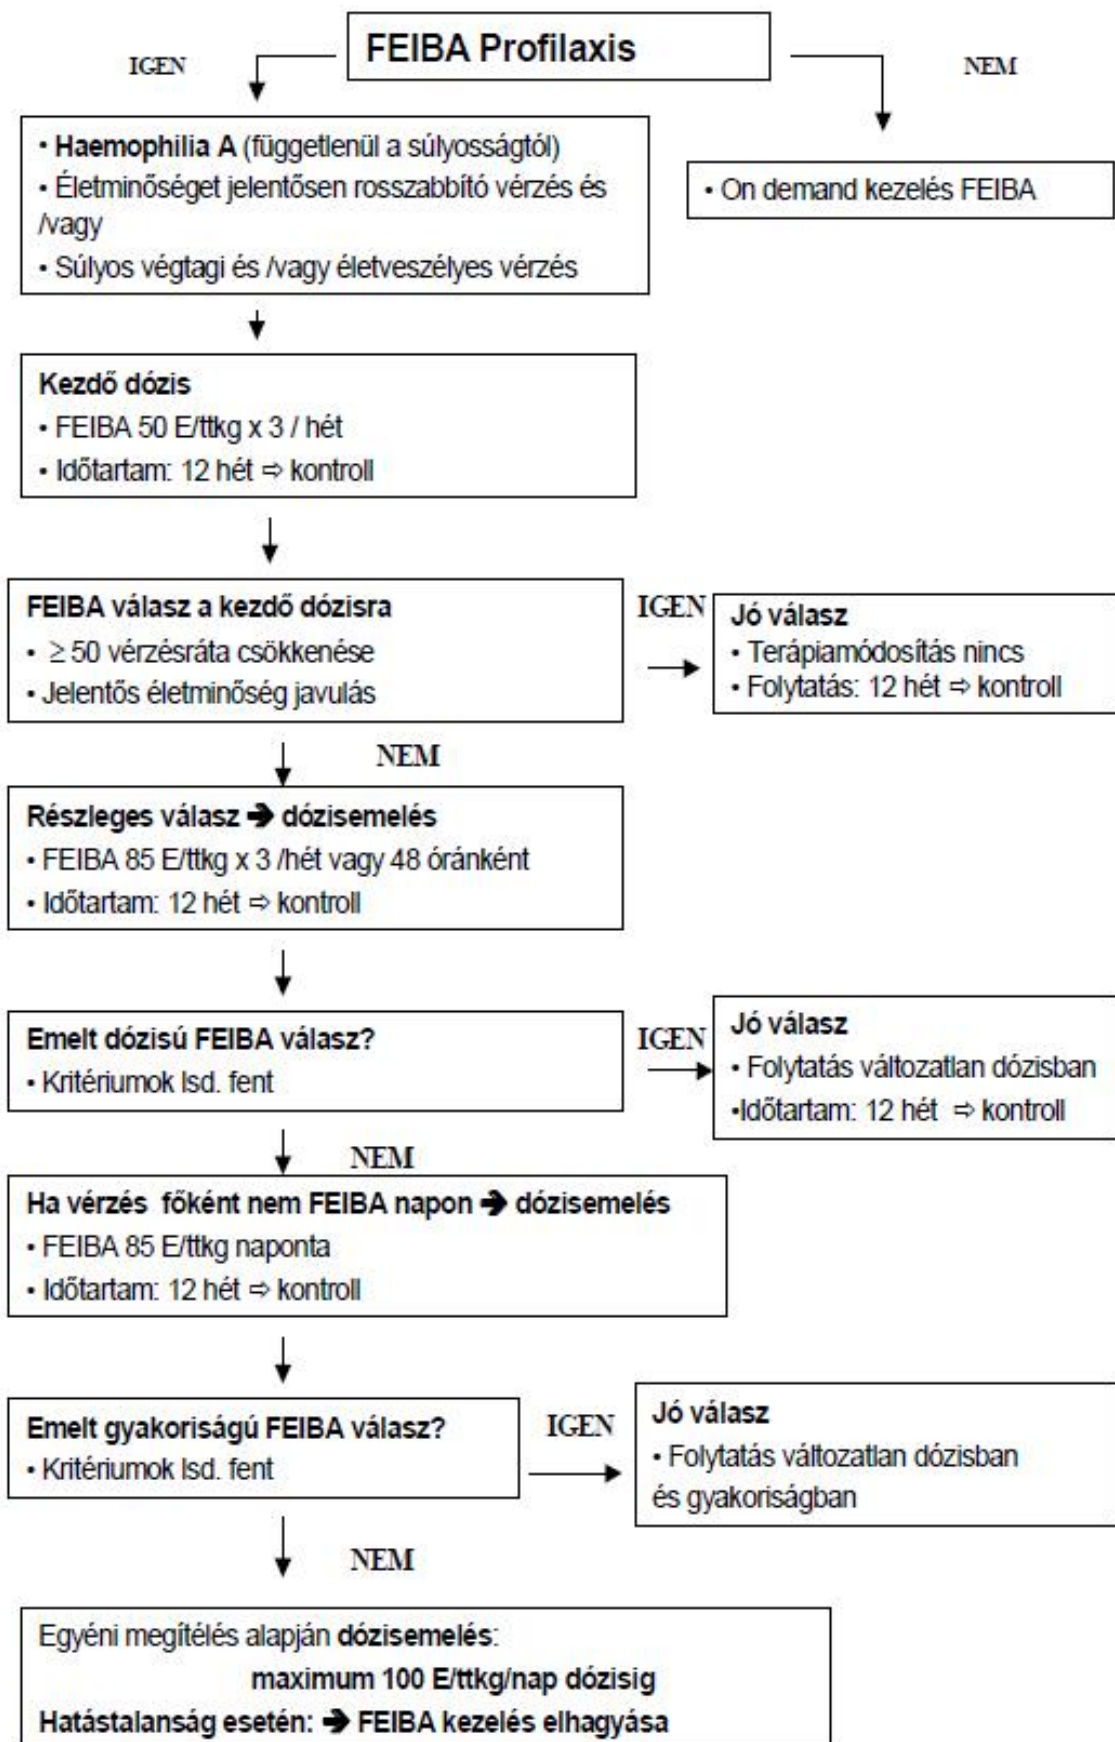 FEIBA Profilaxis
IGEN
NEM
• Haemophilia A (függetlenül a súlyosságtól)
• Életminőséget jelentősen rosszabbító vérzés és
/vagy
• Súlyos végtagi és /vagy életveszélyes vérzés
• On demand kezelés FEIBA
Kezdő dózis
• FEIBA 50 E/ttkg x 3 / hét
• Időtartam: 12 hét ⇨ kontroll
FEIBA válasz a kezdő dózisra
• ≥ 50 vérzésráta csökkenése
• Jelentős életminőség javulás
IGEN
Jó válasz
• Terápiamódosítás nincs
• Folytatás: 12 hét ⇨ kontroll
NEM
Részleges válasz ➔ dózisemelés
• FEIBA 85 E/ttkg x 3 /hét vagy 48 óránként
• Időtartam: 12 hét ⇨ kontroll
Emelt dózisú FEIBA válasz?
• Kritériumok lsd. fent
IGEN
Jó válasz
• Folytatás változatlan dózisban
•Időtartam: 12 hét ⇨ kontroll
NEM
Ha vérzés főként nem FEIBA napon ➔ dózisemelés
• FEIBA 85 E/ttkg naponta
• Időtartam: 12 hét ⇨ kontroll
Emelt gyakoriságú FEIBA válasz?
• Kritériumok lsd. fent
IGEN
Jó válasz
• Folytatás változatlan dózisban
és gyakoriságban
NEM
Egyéni megítélés alapján dózisemelés:
maximum 100 E/ttkg/nap dózisig
Hatástalanság esetén: ➔ FEIBA kezelés elhagyása